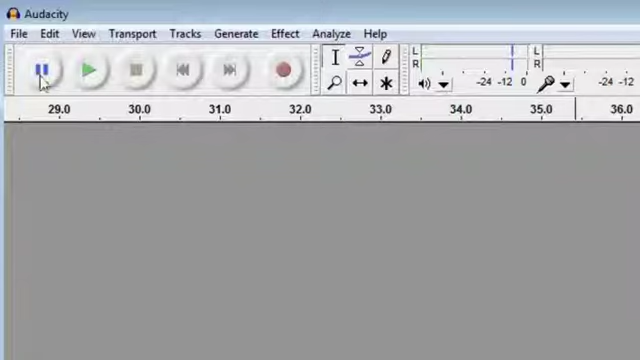 Audacity
File Edit View Transport Tracks Generate Effect Analyze Help
L L
R R
-24 -12 0 -24 -12
29.0 30.0 31.0 32.0 33.0 34.0 35.0 36.0